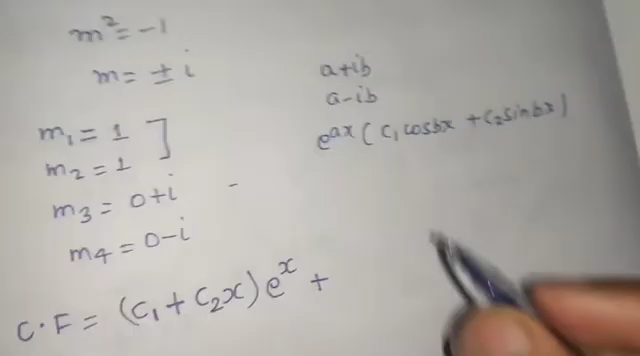 m² = -1
m = ± i
m₁ = 1 ]
m₂ = 1
m₃ = 0+i -
m₄ = 0-i
C.F = (C₁ + C₂x) eˣ +
a+ib
a-ib
e^ax (C₁ cosbx + C₂ sinbx)